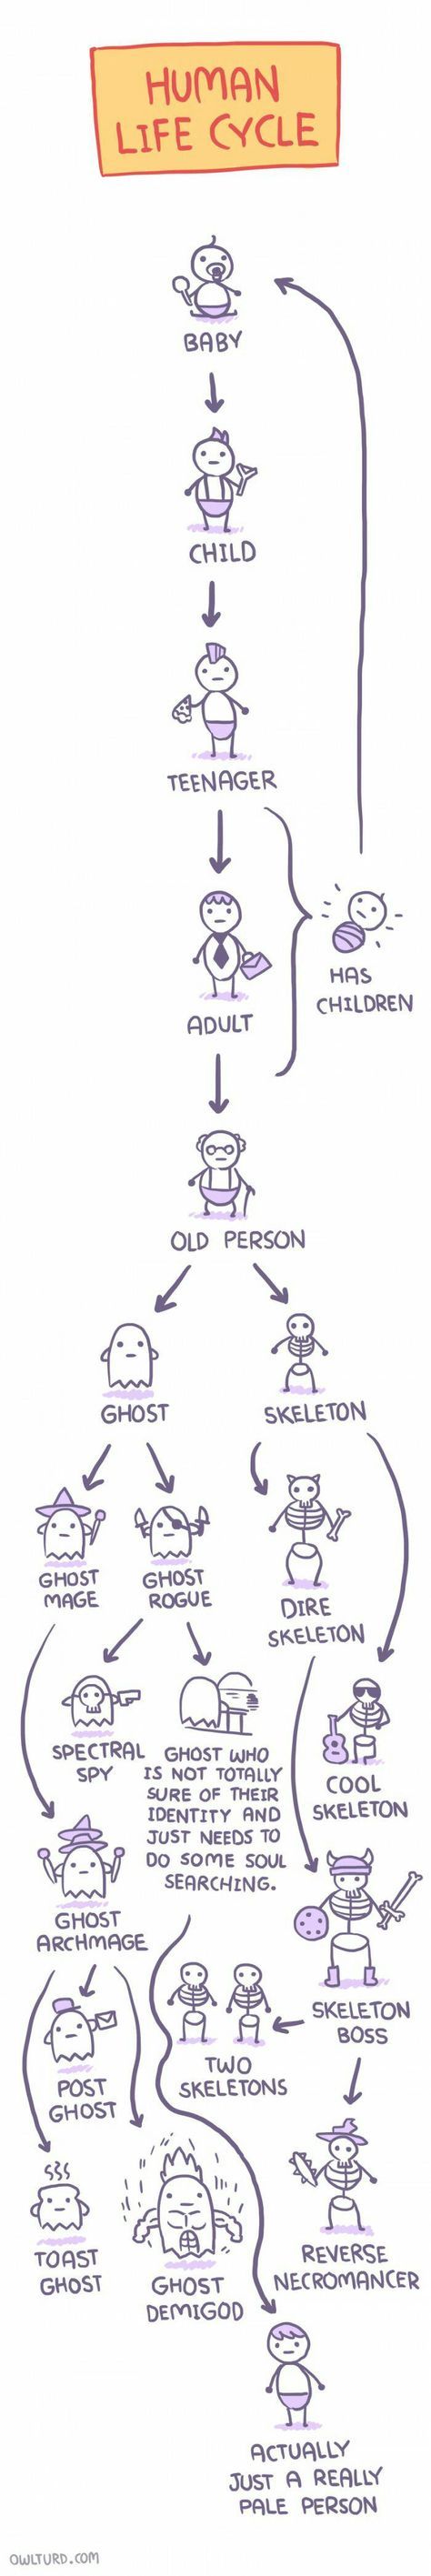 HUMAN
LIFE CYCLE
BABY
CHILD
TEENAGER
ADULT
HAS
CHILDREN
OLD PERSON
GHOST
SKELETON
GHOST
MAGE
GHOST
ROGUE
DIRE
SKELETON
SPECTRAL
SPY
GHOST WHO
IS NOT TOTALLY
SURE OF THEIR
IDENTITY AND
JUST NEEDS TO
DO SOME SOUL
SEARCHING.
COOL
SKELETON
GHOST
ARCHMAGE
SKELETON
BOSS
TWO
SKELETONS
POST
GHOST
TOAST
GHOST
GHOST
DEMIGOD
REVERSE
NECROMANCER
ACTUALLY
JUST A REALLY
PALE PERSON
OWLTURD.COM